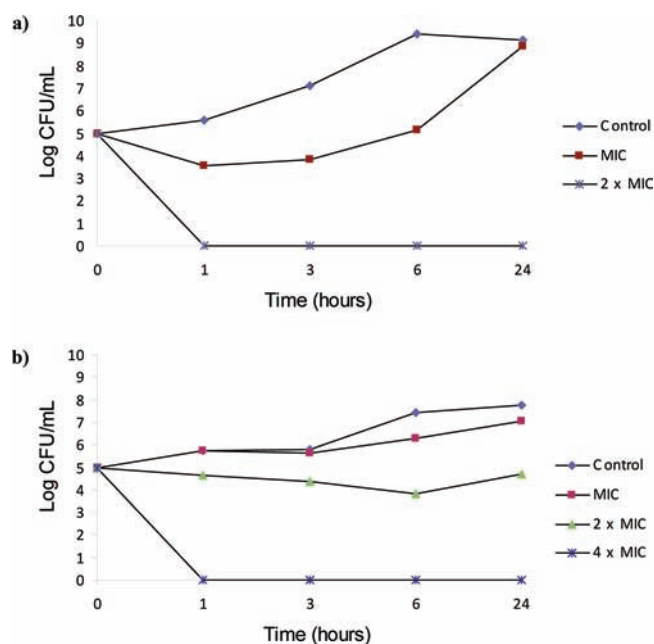 a)
10
9
8
7
6
5
4
3
2
1
0
Log CFU/mL
0 1 3 6 24
Time (hours)
Control
MIC
2 x MIC
b)
10
9
8
7
6
5
4
3
2
1
0
Log CFU/mL
0 1 3 6 24
Time (hours)
Control
MIC
2 x MIC
4 x MIC